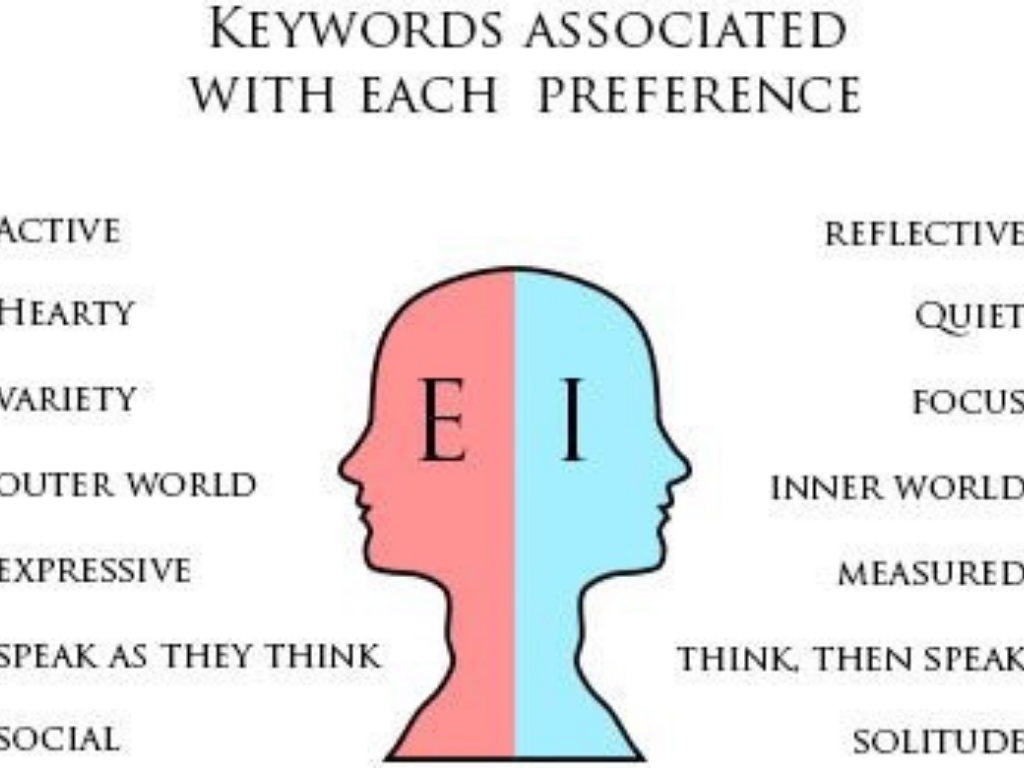 KEYWORDS ASSOCIATED
WITH EACH PREFERENCE
ACTIVE
REFLECTIVE
HEARTY
QUIET
VARIETY
FOCUS
E I
OUTER WORLD
INNER WORLD
EXPRESSIVE
MEASURED
SPEAK AS THEY THINK
THINK, THEN SPEAK
SOCIAL
SOLITUDE